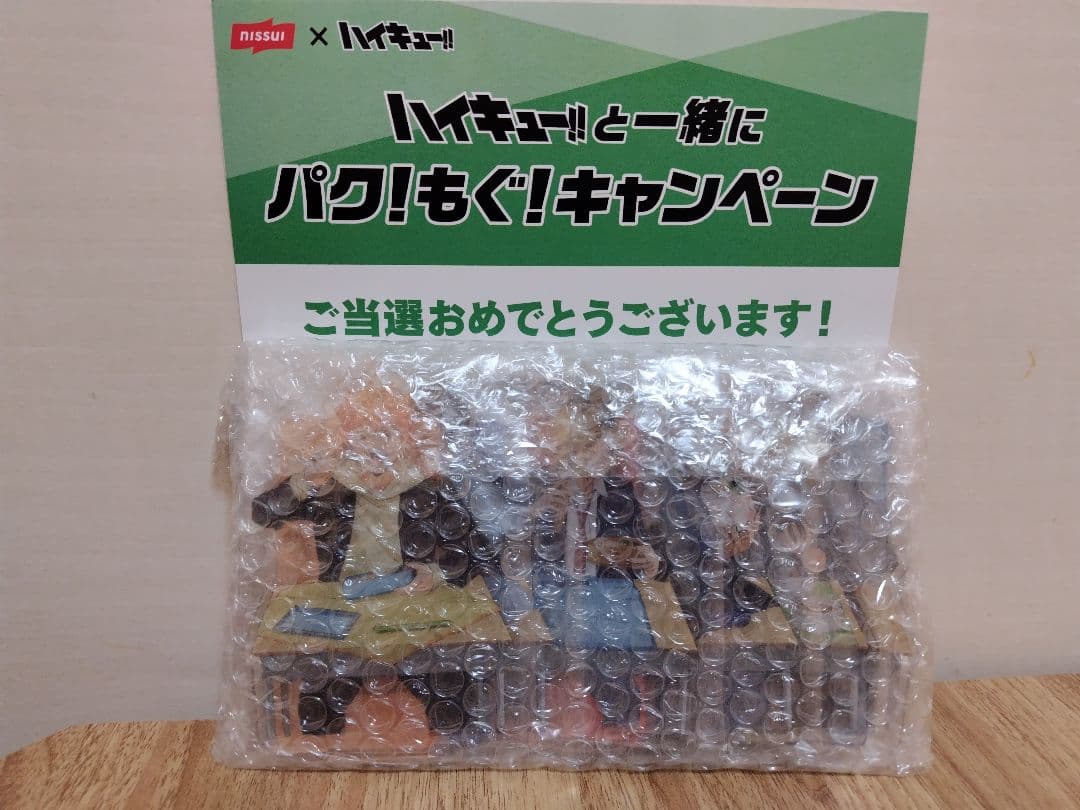 NISSUI × ハイキュー!!
ハイキュー!!と一緒に
パク!もぐ!キャンペーン
ご当選おめでとうございます!